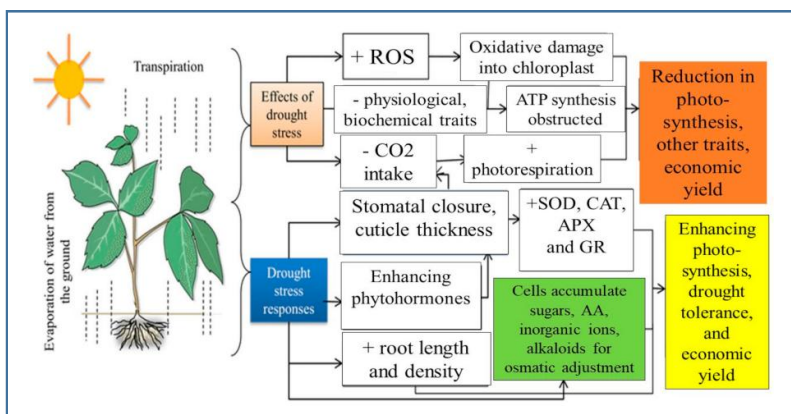 Transpiration
Evaporation of water from
the ground
Effects of
drought
stress
+ ROS
Oxidative damage
into chloroplast
- physiological,
biochemical traits
ATP synthesis
obstructed
- CO2
intake
+
photorespiration
Reduction in
photo-
synthesis,
other traits,
economic
yield
Drought
stress
responses
Stomatal closure,
cuticle thickness
+SOD, CAT,
APX
and GR
Enhancing
phytohormones
Cells accumulate
sugars, AA,
inorganic ions,
alkaloids for
osmatic adjustment
+ root length
and density
Enhancing
photo-
synthesis,
drought
tolerance,
and
economic
yield